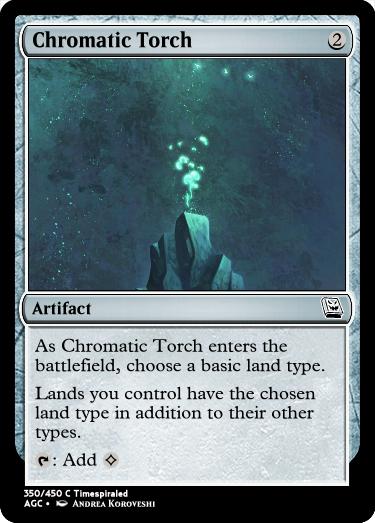 Chromatic Torch
2
Artifact
As Chromatic Torch enters the
battlefield, choose a basic land type.
Lands you control have the chosen
land type in addition to their other
types.
: Add
350/450 C Timespiraled
AGC • Andrea Koroveshi